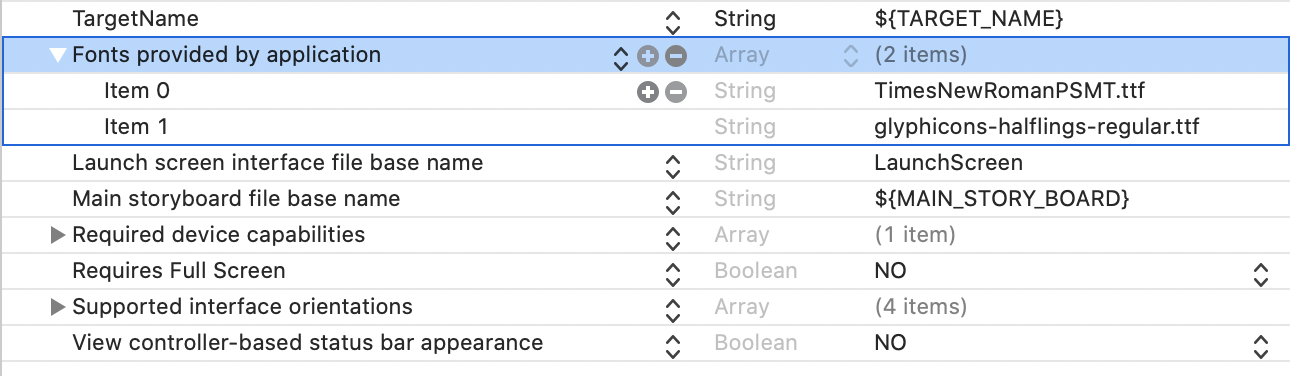 TargetName String ${TARGET_NAME}
Fonts provided by application Array (2 items)
Item 0 String TimesNewRomanPSMT.ttf
Item 1 String glyphicons-halflings-regular.ttf
Launch screen interface file base name String LaunchScreen
Main storyboard file base name String ${MAIN_STORY_BOARD}
Required device capabilities Array (1 item)
Requires Full Screen Boolean NO
Supported interface orientations Array (4 items)
View controller-based status bar appearance Boolean NO